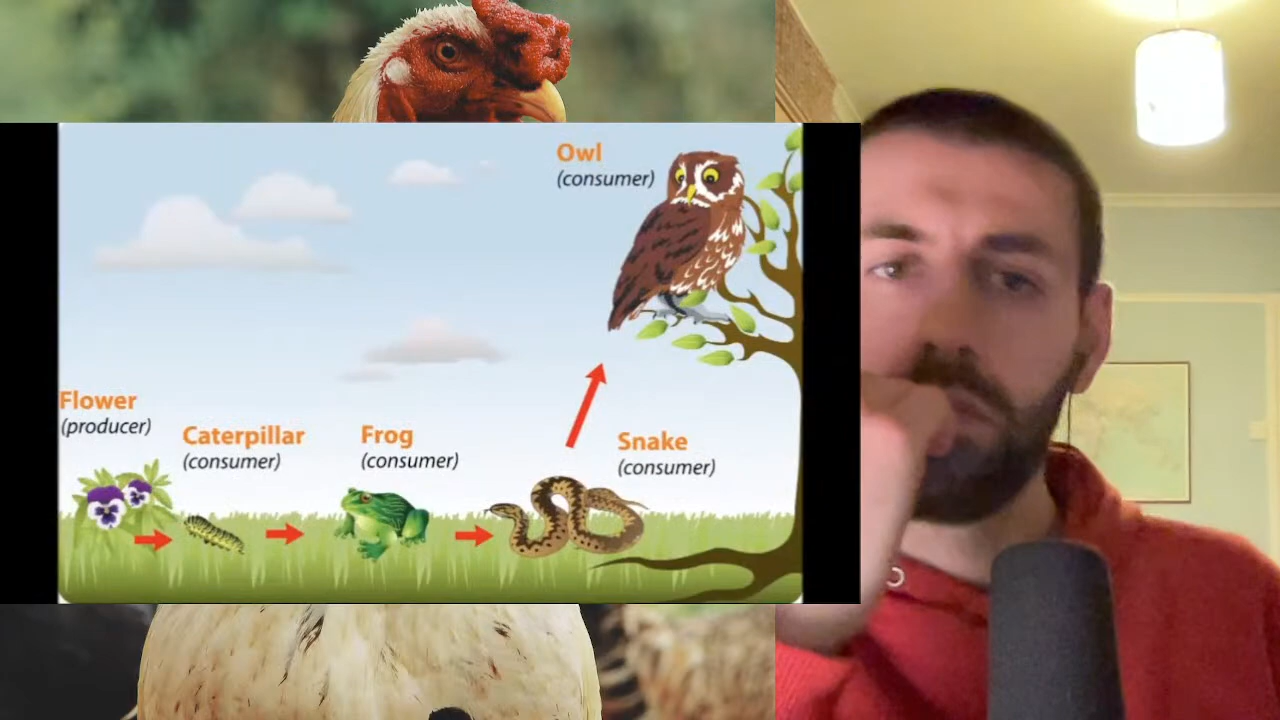 Owl
(consumer)
Flower
(producer)
Caterpillar
(consumer)
Frog
(consumer)
Snake
(consumer)